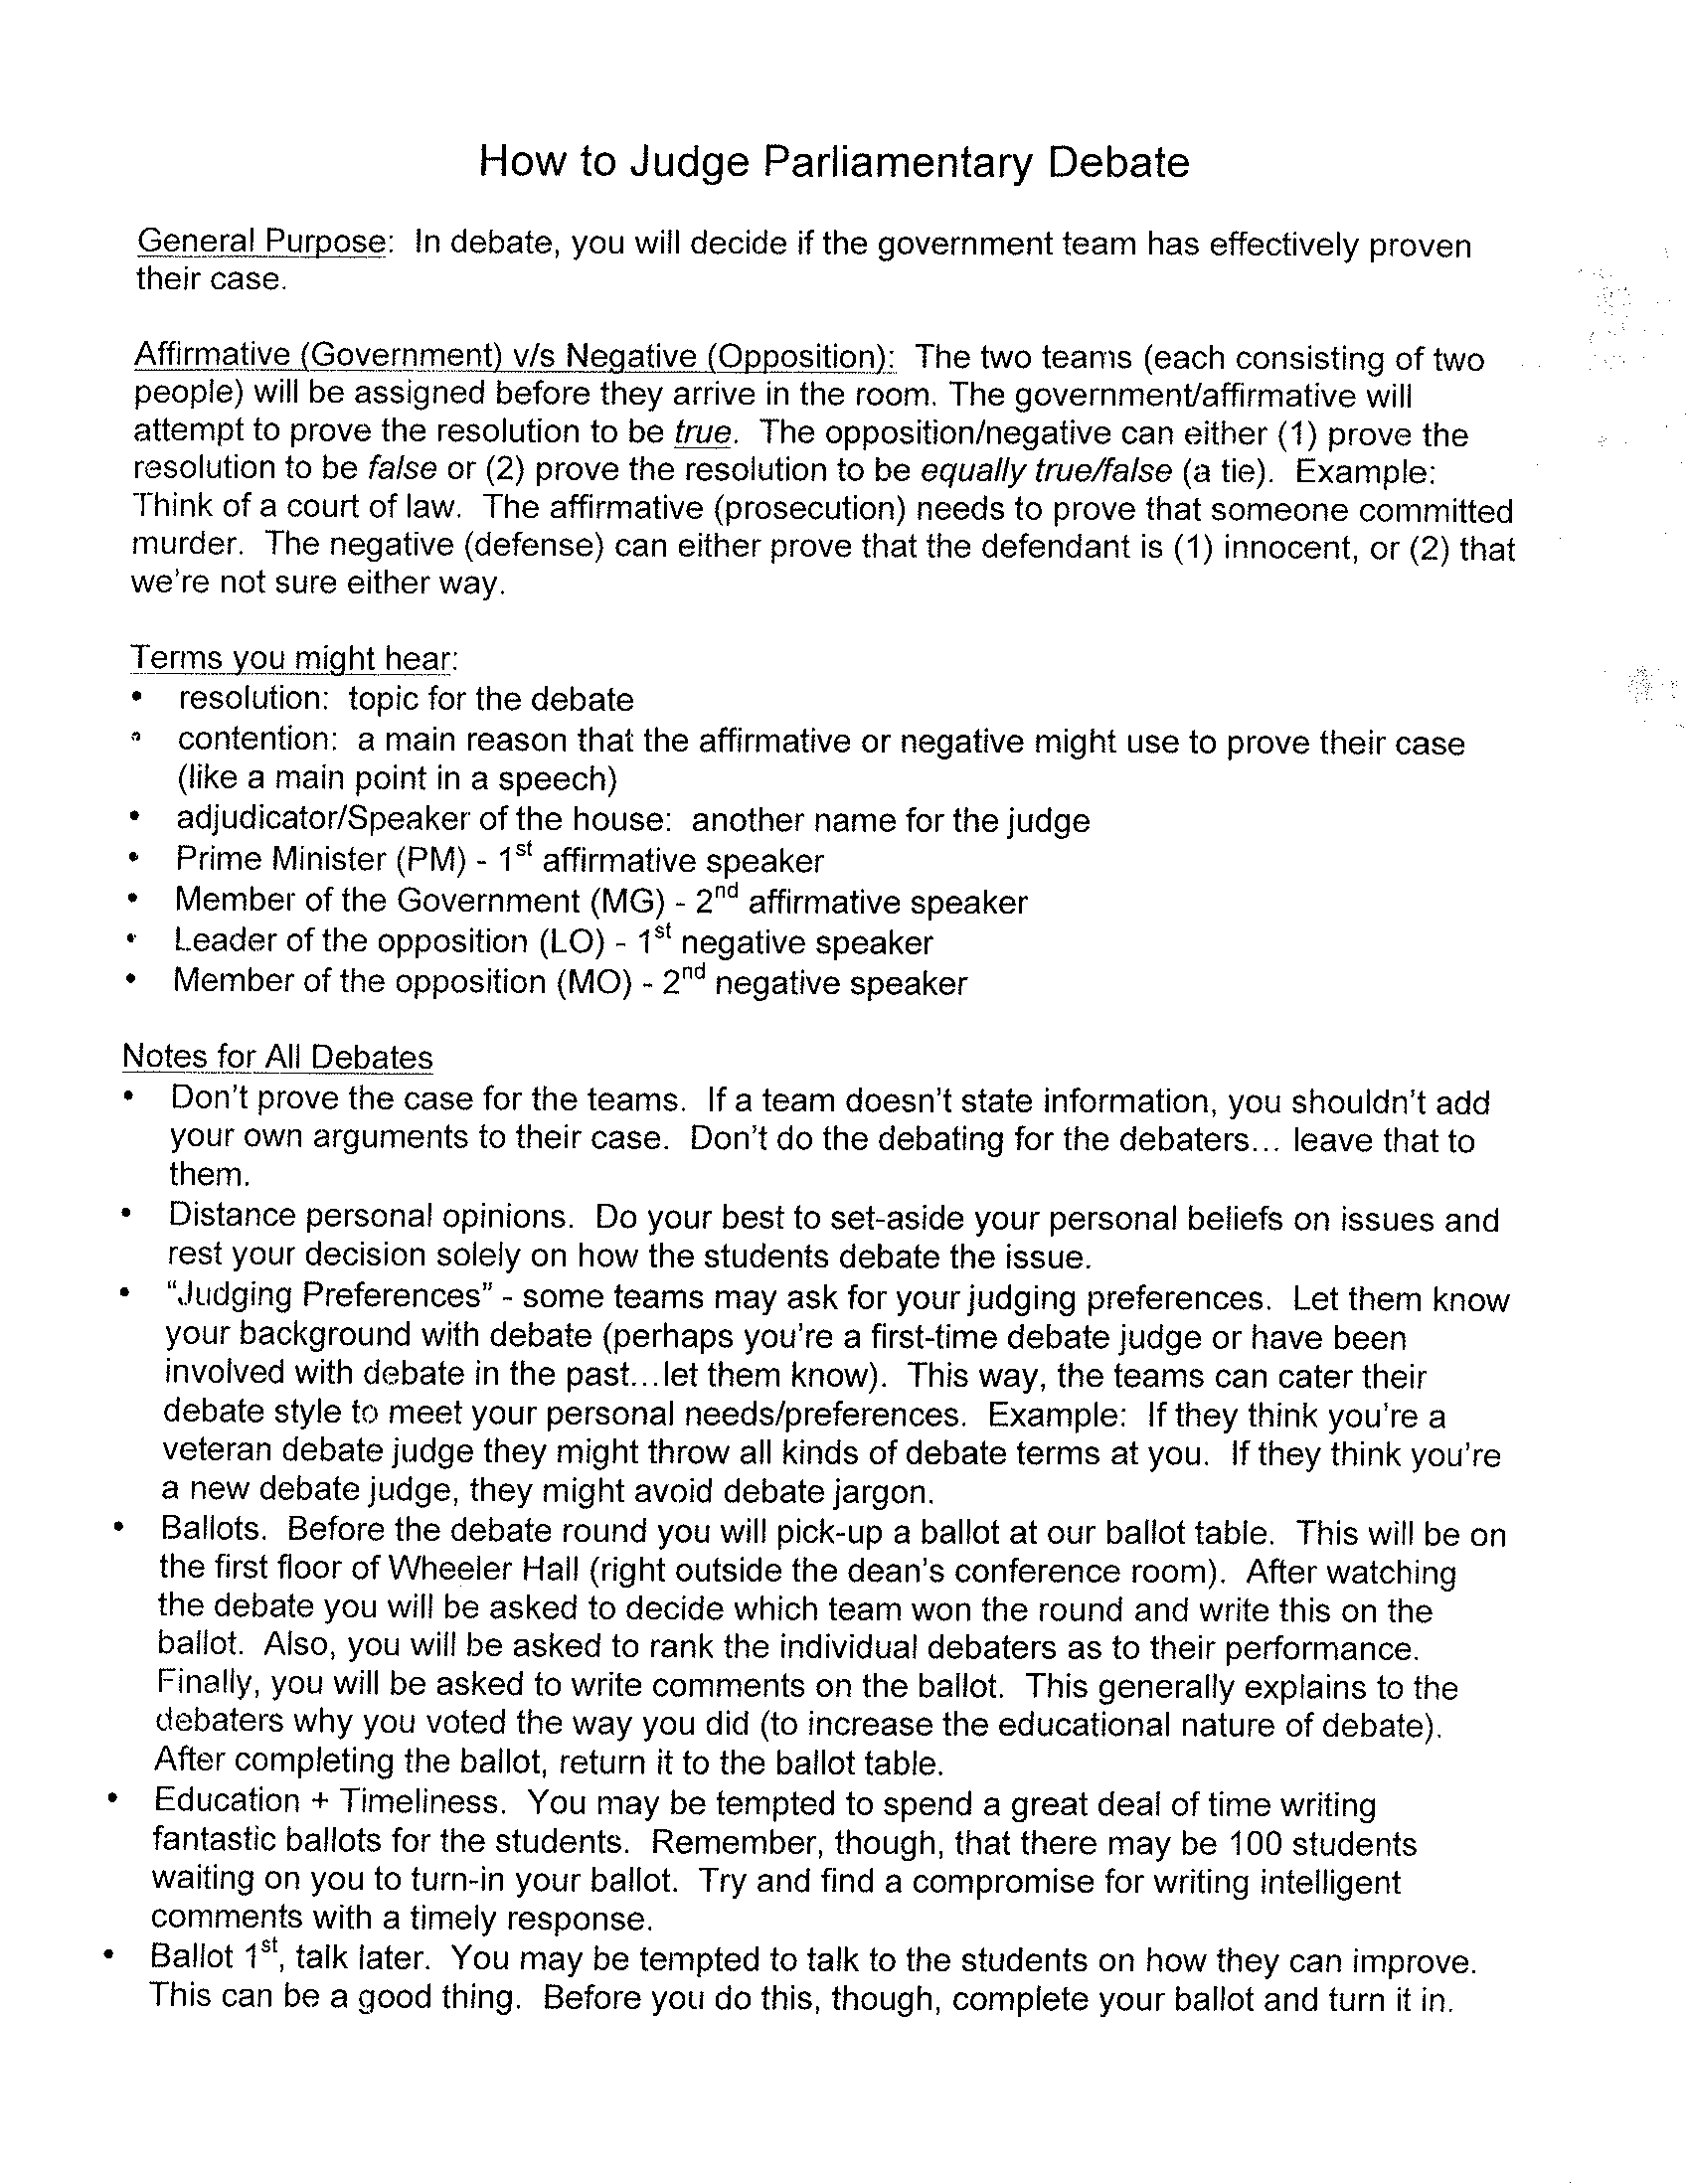 How to Judge Parliamentary Debate
General Purpose: In debate, you will decide if the government team has effectively proven
their case.
Affirmative (Government) v/s Negative (Opposition): The two teams (each consisting of two
people) will be assigned before they arrive in the room. The government/affirmative will
attempt to prove the resolution to be true. The opposition/negative can either (1) prove the
resolution to be false or (2) prove the resolution to be equally true/false (a tie). Example:
Think of a court of law. The affirmative (prosecution) needs to prove that someone committed
murder. The negative (defense) can either prove that the defendant is (1) innocent, or (2) that
we're not sure either way.
Terms you might hear:
• resolution: topic for the debate
• contention: a main reason that the affirmative or negative might use to prove their case
(like a main point in a speech)
• adjudicator/Speaker of the house: another name for the judge
• Prime Minister (PM) - 1st affirmative speaker
• Member of the Government (MG) - 2nd affirmative speaker
• Leader of the opposition (LO) - 1st negative speaker
• Member of the opposition (MO) - 2nd negative speaker
Notes for All Debates
• Don't prove the case for the teams. If a team doesn't state information, you shouldn't add
your own arguments to their case. Don't do the debating for the debaters... leave that to
them.
• Distance personal opinions. Do your best to set-aside your personal beliefs on issues and
rest your decision solely on how the students debate the issue.
• "Judging Preferences" - some teams may ask for your judging preferences. Let them know
your background with debate (perhaps you're a first-time debate judge or have been
involved with debate in the past...let them know). This way, the teams can cater their
debate style to meet your personal needs/preferences. Example: If they think you're a
veteran debate judge they might throw all kinds of debate terms at you. If they think you're
a new debate judge, they might avoid debate jargon.
• Ballots. Before the debate round you will pick-up a ballot at our ballot table. This will be on
the first floor of Wheeler Hall (right outside the dean's conference room). After watching
the debate you will be asked to decide which team won the round and write this on the
ballot. Also, you will be asked to rank the individual debaters as to their performance.
Finally, you will be asked to write comments on the ballot. This generally explains to the
debaters why you voted the way you did (to increase the educational nature of debate).
After completing the ballot, return it to the ballot table.
• Education + Timeliness. You may be tempted to spend a great deal of time writing
fantastic ballots for the students. Remember, though, that there may be 100 students
waiting on you to turn-in your ballot. Try and find a compromise for writing intelligent
comments with a timely response.
• Ballot 1st, talk later. You may be tempted to talk to the students on how they can improve.
This can be a good thing. Before you do this, though, complete your ballot and turn it in.